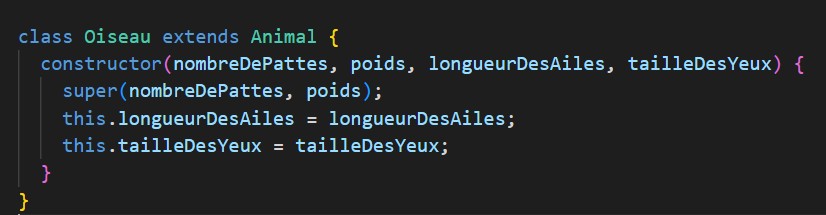 class Oiseau extends Animal {
  constructor(nombreDePattes, poids, longueurDesAiles, tailleDesYeux) {
    super(nombreDePattes, poids);
    this.longueurDesAiles = longueurDesAiles;
    this.tailleDesYeux = tailleDesYeux;
  }
}